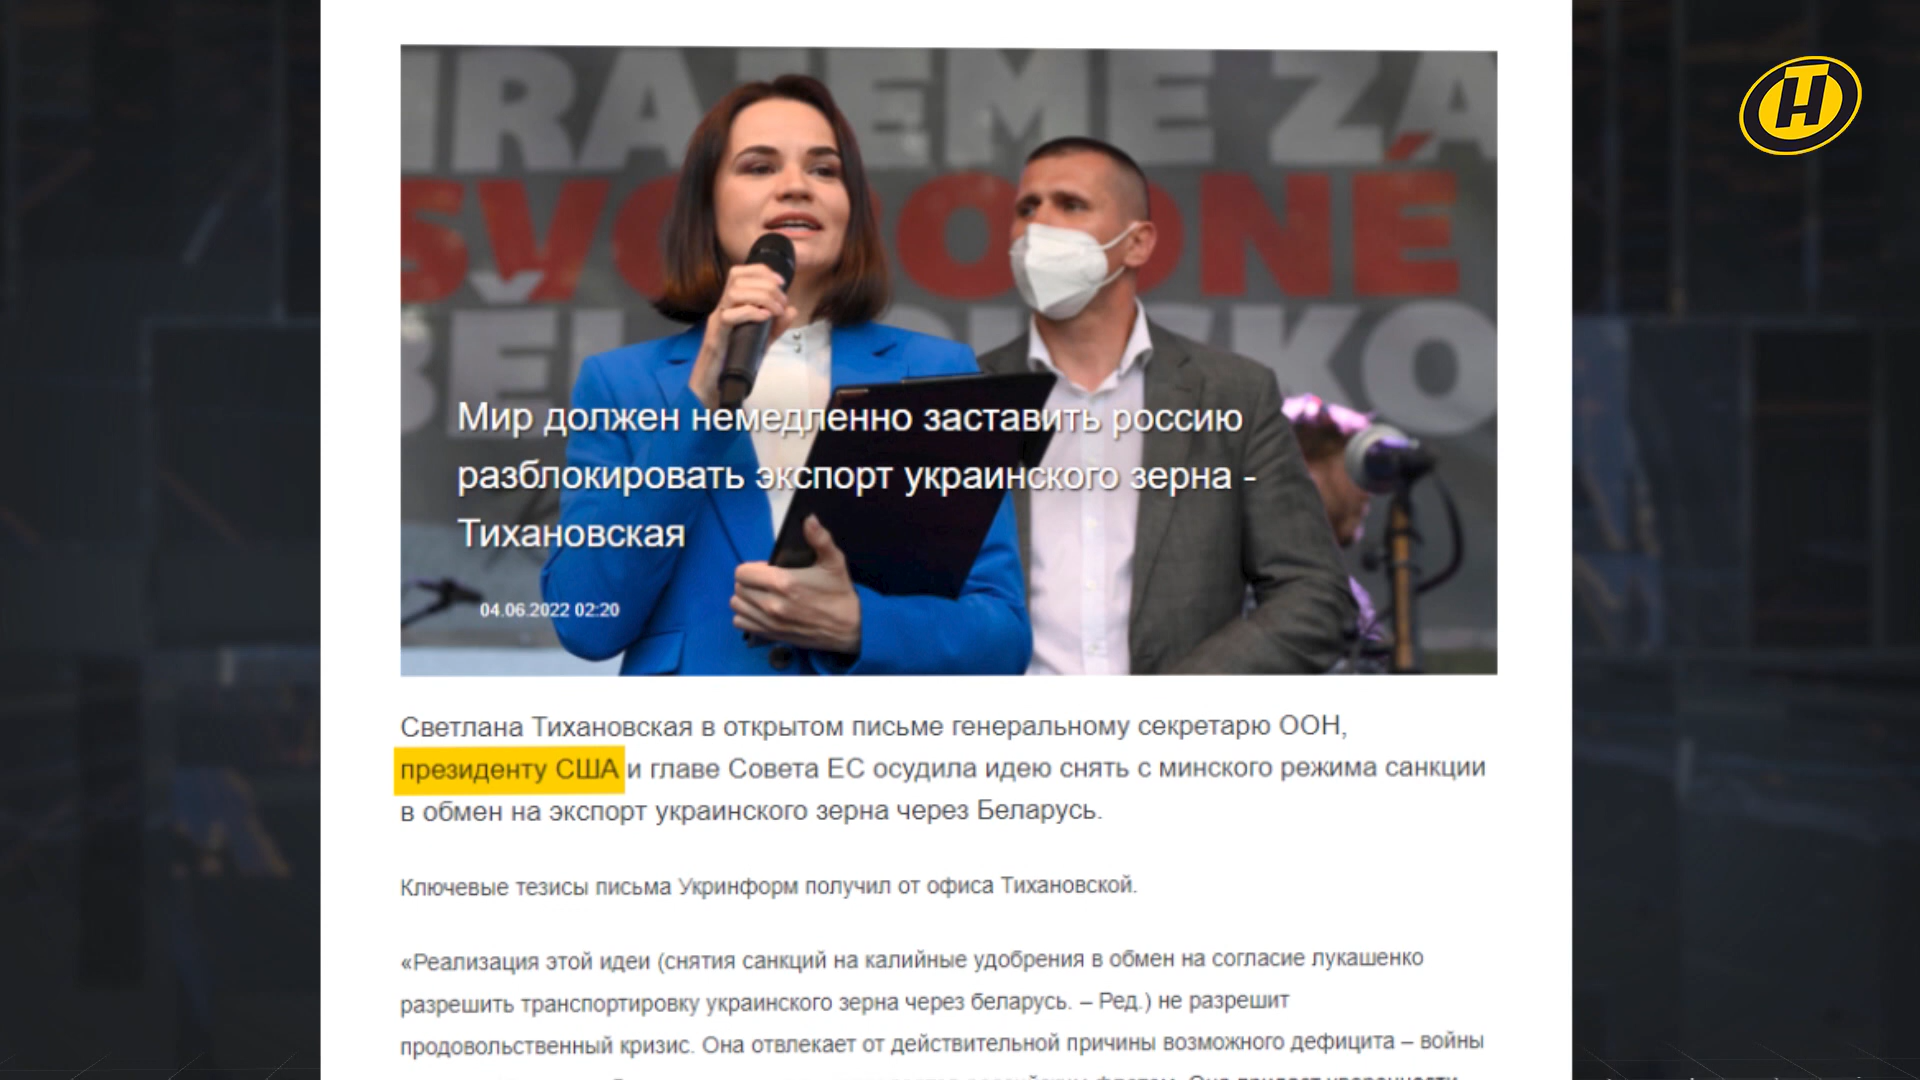 HRAJEME ZA
SVOBODNÉ
BĚLORUSKO
Мир должен немедленно заставить россию
разблокировать экспорт украинского зерна -
Тихановская
04.06.2022 02:20
Светлана Тихановская в открытом письме генеральному секретарю ООН,
президенту США и главе Совета ЕС осудила идею снять с минского режима санкции
в обмен на экспорт украинского зерна через Беларусь.
Ключевые тезисы письма Укринформ получил от офиса Тихановской.
«Реализация этой идеи (снятия санкций на калийные удобрения в обмен на согласие лукашенко
разрешить транспортировку украинского зерна через беларусь. – Ред.) не разрешит
продовольственный кризис. Она отвлекает от действительной причины возможного дефицита – войны